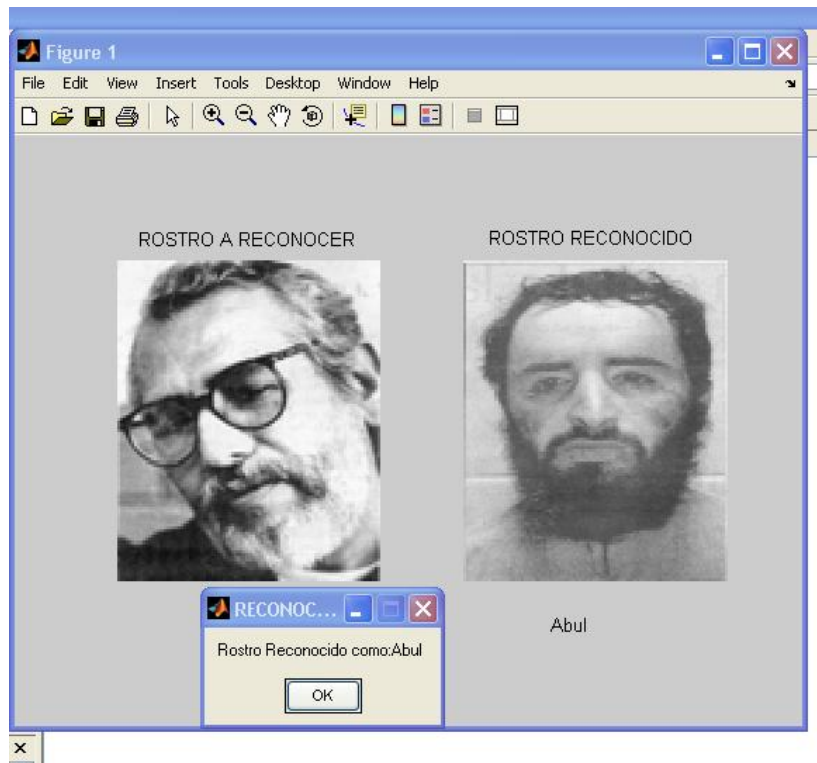 Figure 1
File Edit View Insert Tools Desktop Window Help
ROSTRO A RECONOCER
ROSTRO RECONOCIDO
Abul
RECONOC...
Rostro Reconocido como:Abul
OK